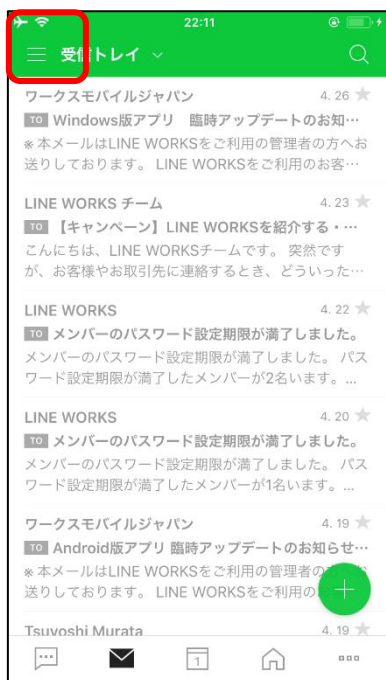 22:11
受信トレイ
ワークスモバイルジャパン 4. 26
TO Windows版アプリ 臨時アップデートのお知…
※ 本メールはLINE WORKSをご利用の管理者の方へお
送りしております。 LINE WORKSをご利用のお客…
LINE WORKS チーム 4. 23
TO 【キャンペーン】LINE WORKSを紹介する・…
こんにちは、LINE WORKSチームです。 突然です
が、お客様やお取引先に連絡するとき、どういった…
LINE WORKS 4. 22
TO メンバーのパスワード設定期限が満了しました。
メンバーのパスワード設定期限が満了しました。 パス
ワード設定期限が満了したメンバーが2名います。...
LINE WORKS 4. 20
TO メンバーのパスワード設定期限が満了しました。
メンバーのパスワード設定期限が満了しました。 パス
ワード設定期限が満了したメンバーが1名います。...
ワークスモバイルジャパン 4. 19
TO Android版アプリ 臨時アップデートのお知らせ…
※ 本メールはLINE WORKSをご利用の管理者の
送りしております。 LINE WORKSをご利用の
Tsuyoshi Murata 4. 19
1